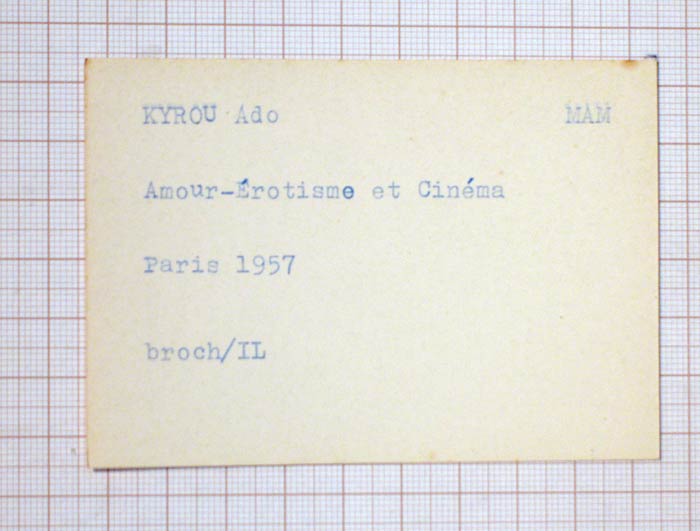 KYROU Ado MAM
Amour-Érotisme et Cinéma
Paris 1957
broch/IL